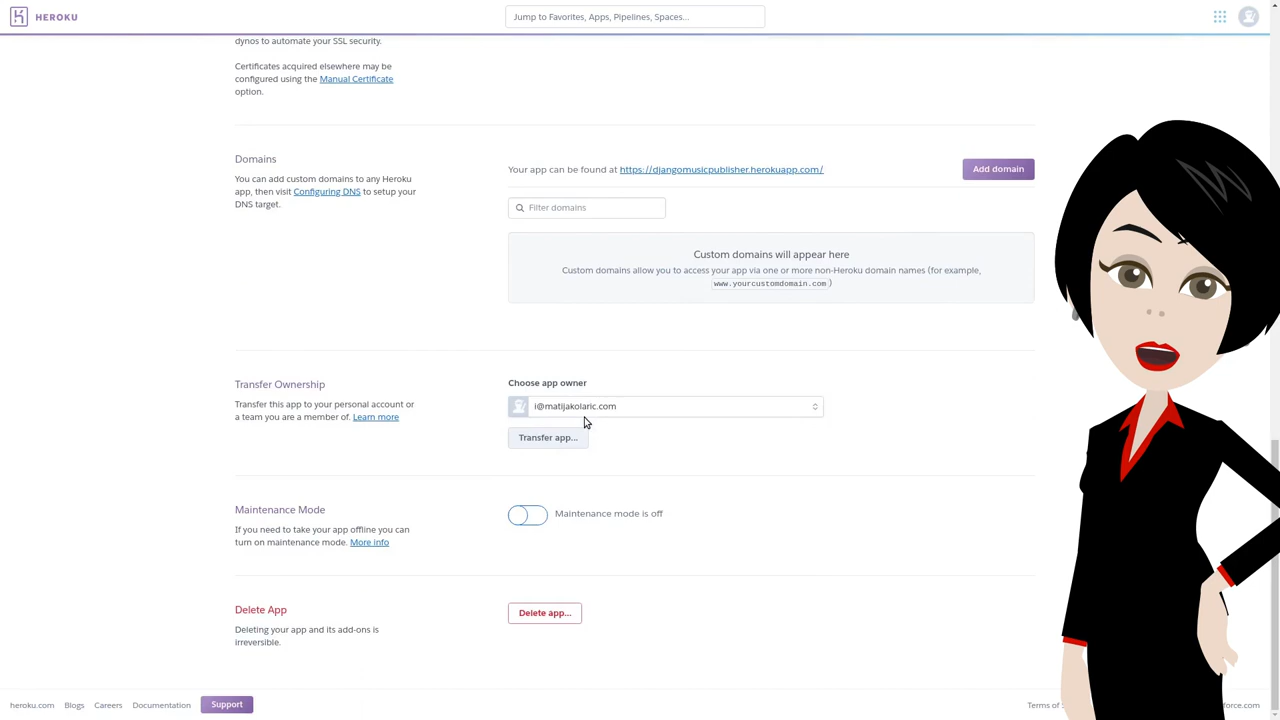 HEROKU
Jump to Favorites, Apps, Pipelines, Spaces...
dynos to automate your SSL security.
Certificates acquired elsewhere may be
configured using the Manual Certificate
option.
Domains
You can add custom domains to any Heroku
app, then visit Configuring DNS to setup your
DNS target.
Your app can be found at https://djangomusicpublisher.herokuapp.com/
Add domain
Filter domains
Custom domains will appear here
Custom domains allow you to access your app via one or more non-Heroku domain names (for example,
www.yourcustomdomain.com )
Transfer Ownership
Transfer this app to your personal account or
a team you are a member of. Learn more
Choose app owner
i@matijakolaric.com
Transfer app...
Maintenance Mode
If you need to take your app offline you can
turn on maintenance mode. More info
Maintenance mode is off
Delete App
Deleting your app and its add-ons is
irreversible.
Delete app...
heroku.com Blogs Careers Documentation Support Terms of